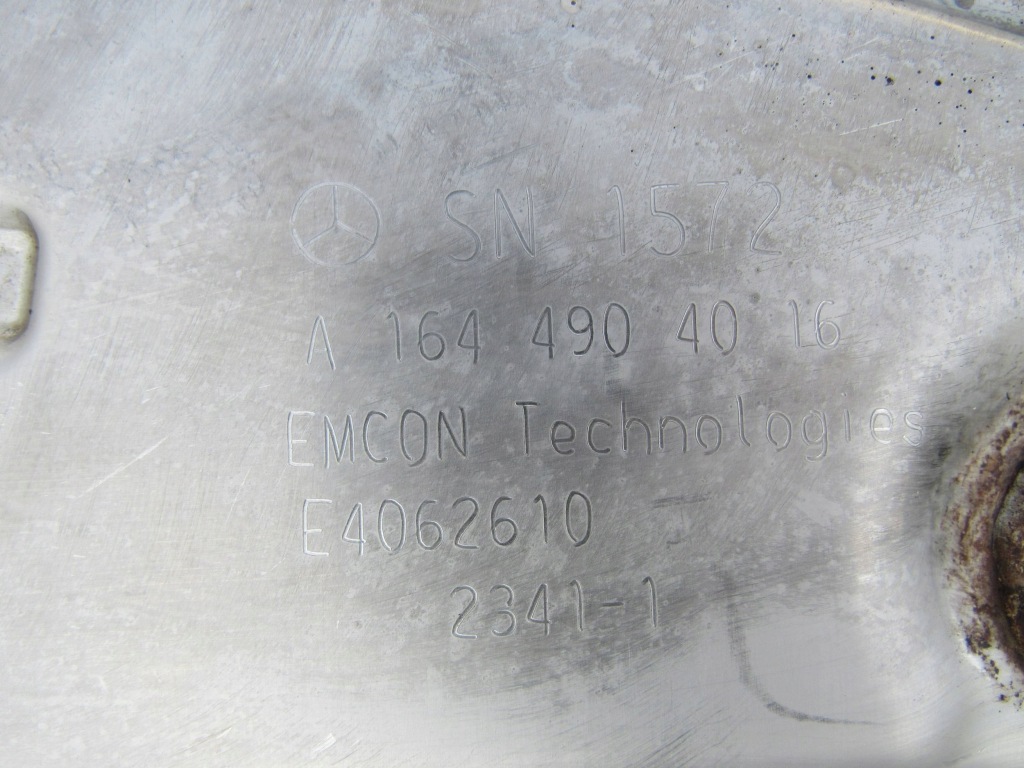 SN 1572
A 164 490 40 16
EMCON Technologies
E4062610
2341-1